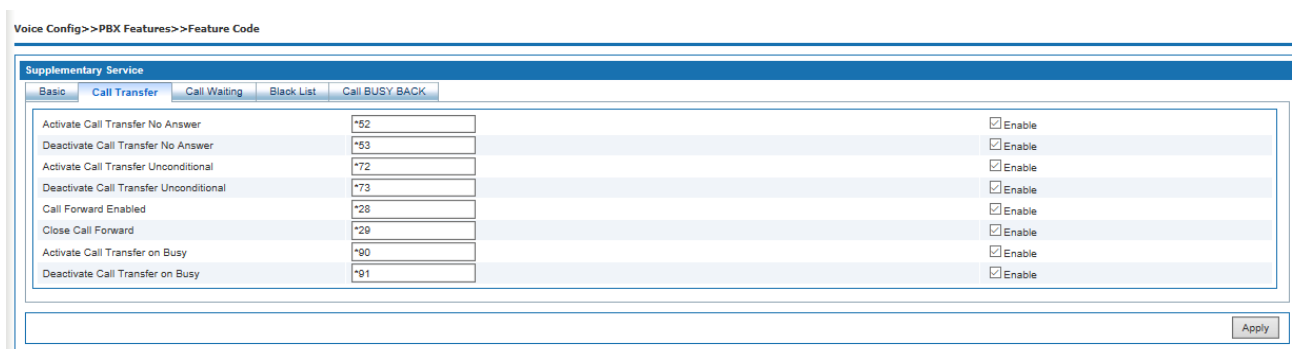 Voice Config>>PBX Features>>Feature Code
Supplementary Service
Basic Call Transfer Call Waiting Black List Call BUSY BACK
Activate Call Transfer No Answer *52 Enable
Deactivate Call Transfer No Answer *53 Enable
Activate Call Transfer Unconditional *72 Enable
Deactivate Call Transfer Unconditional *73 Enable
Call Forward Enabled *28 Enable
Close Call Forward *29 Enable
Activate Call Transfer on Busy *90 Enable
Deactivate Call Transfer on Busy *91 Enable
Apply